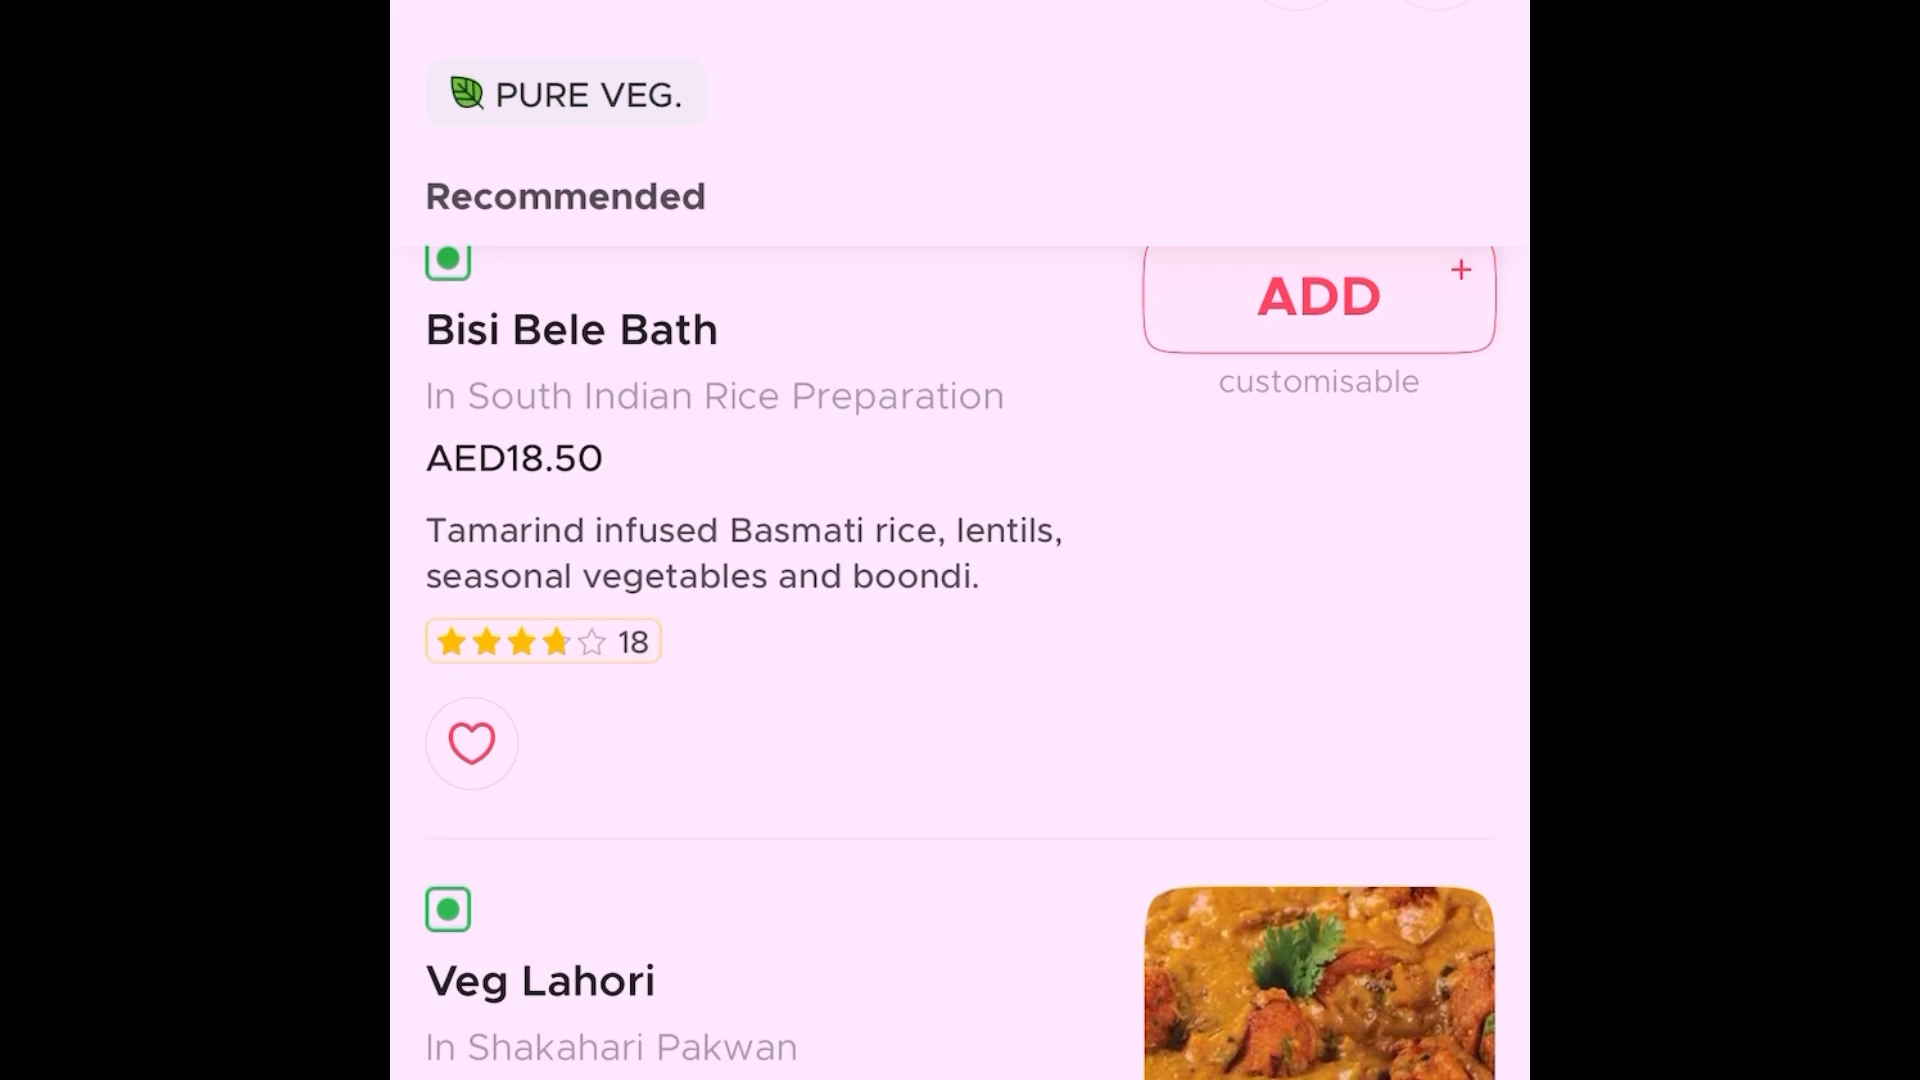 PURE VEG.
Recommended
ADD +
Bisi Bele Bath
customisable
In South Indian Rice Preparation
AED18.50
Tamarind infused Basmati rice, lentils,
seasonal vegetables and boondi.
18
Veg Lahori
In Shakahari Pakwan